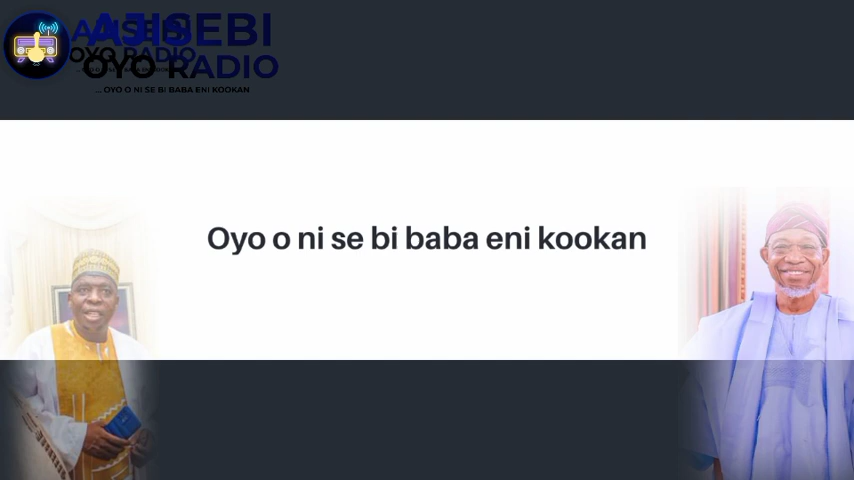 AJISEBI
OYO RADIO
...OYO O NI SE BI BABA ENI KOOKAN
Oyo o ni se bi baba eni kookan